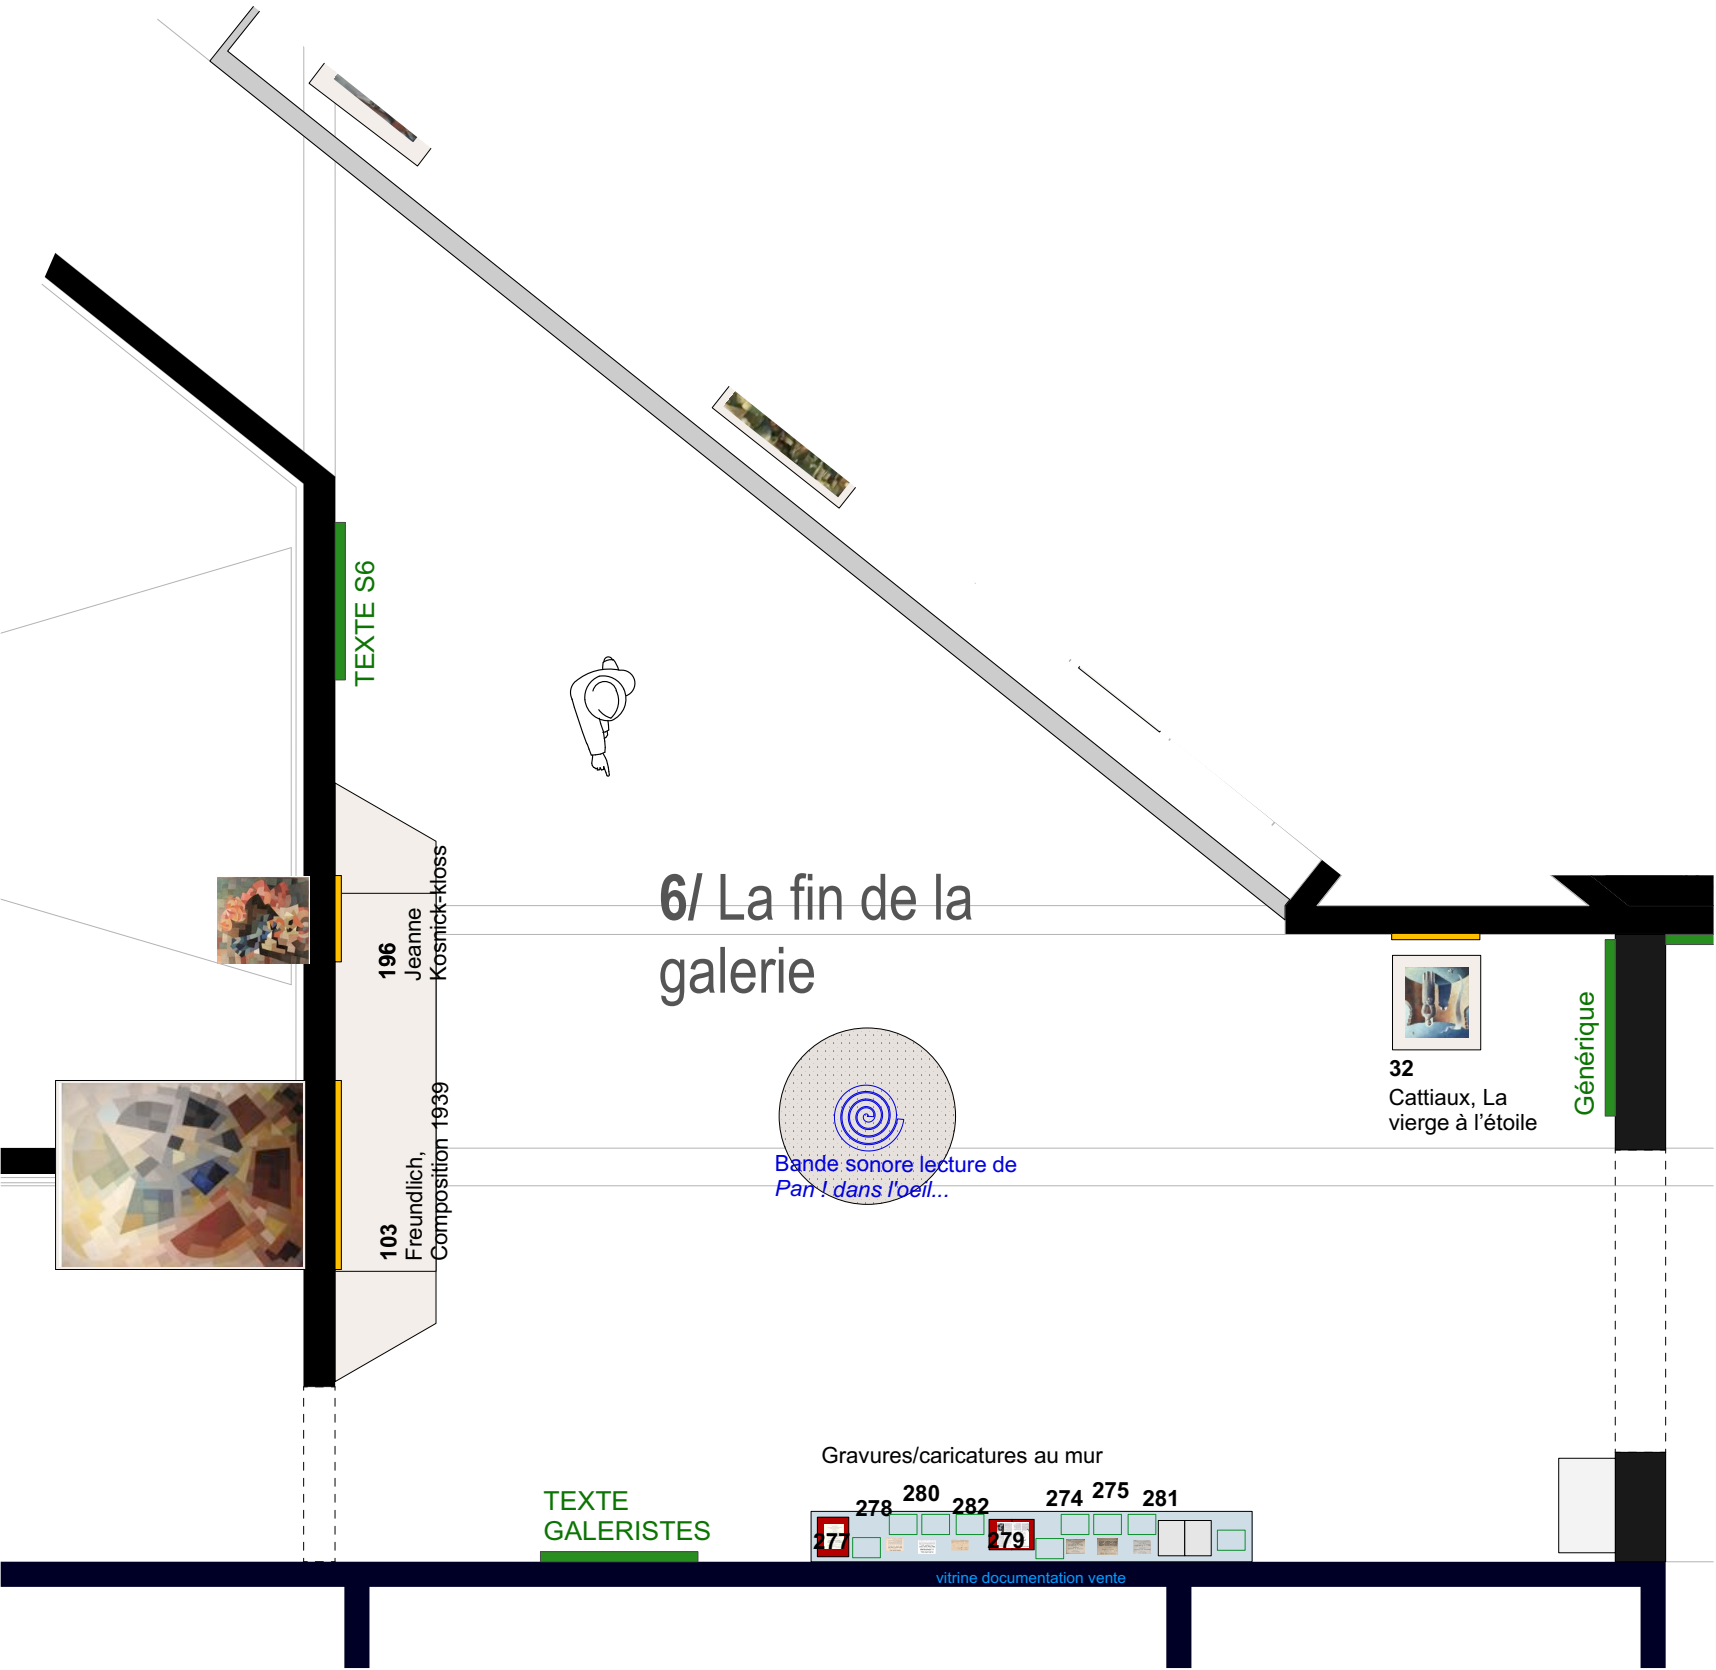 TEXTE S6
196
Jeanne
Kosnick-kloss
6/ La fin de la
galerie
103
Freundlich,
Composition 1939
Bande sonore lecture de
Pan ! dans l'oeil...
32
Cattiaux, La
vierge à l’étoile
Générique
Gravures/caricatures au mur
TEXTE
GALERISTES
277
278
280
282
279
274
275
281
vitrine documentation vente